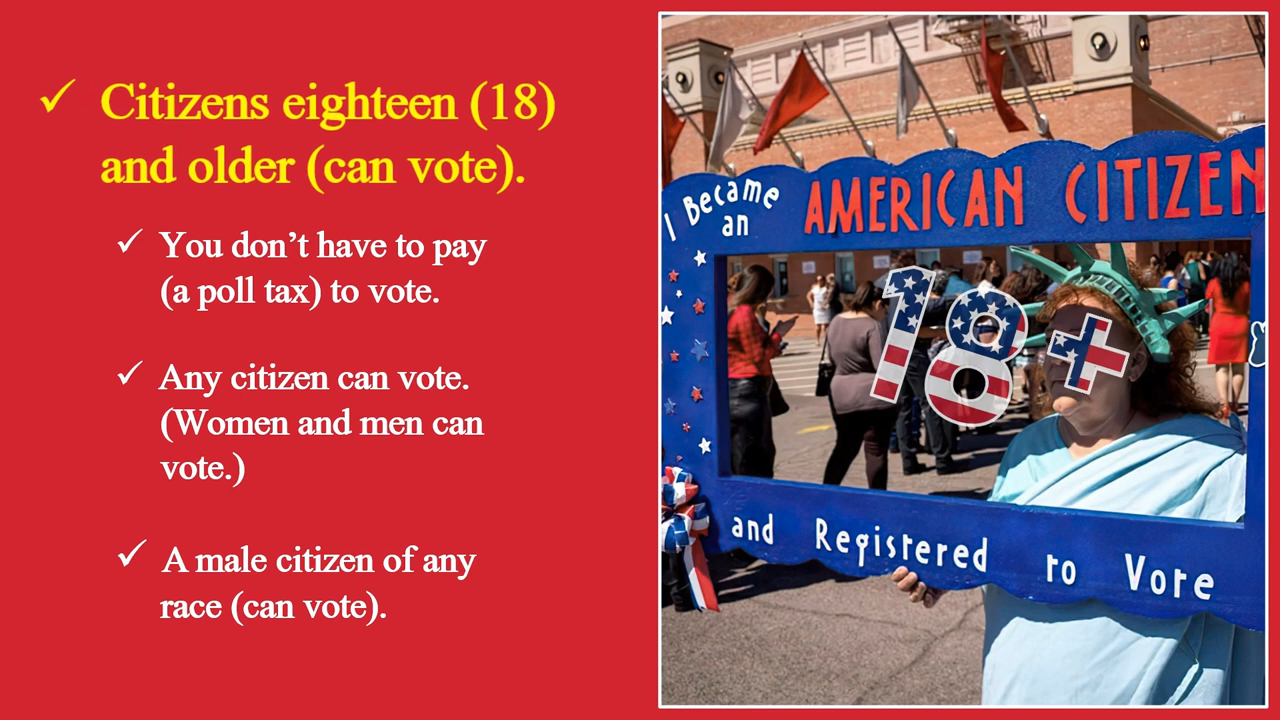 Citizens eighteen (18)
and older (can vote).
You don’t have to pay
(a poll tax) to vote.
Any citizen can vote.
(Women and men can
vote.)
A male citizen of any
race (can vote).
I Became
an
AMERICAN CITIZEN
18+
and Registered to Vote